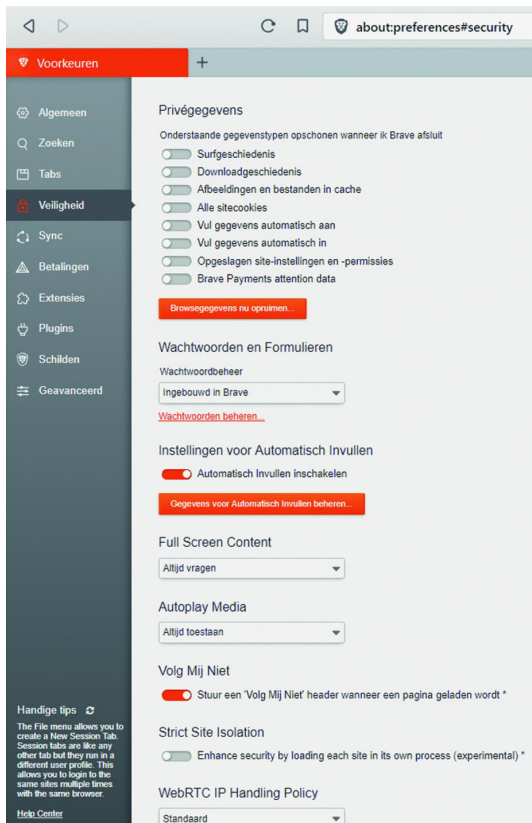 about:preferences#security
Voorkeuren
+
Algemeen
Zoeken
Tabs
Veiligheid
Sync
Betalingen
Extensies
Plugins
Schilden
Geavanceerd
Handige tips
The File menu allows you to
create a New Session Tab.
Session tabs are like any
other tab but they run in a
different user profile. This
allows you to login to the
same sites multiple times
with the same browser.
Help Center
Privégegevens
Onderstaande gegevenstypen opschonen wanneer ik Brave afsluit
Surfgeschiedenis
Downloadgeschiedenis
Afbeeldingen en bestanden in cache
Alle sitecookies
Vul gegevens automatisch aan
Vul gegevens automatisch in
Opgeslagen site-instellingen en -permissies
Brave Payments attention data
Browsegegevens nu opruimen...
Wachtwoorden en Formulieren
Wachtwoordbeheer
Ingebouwd in Brave
Wachtwoorden beheren...
Instellingen voor Automatisch Invullen
Automatisch Invullen inschakelen
Gegevens voor Automatisch Invullen beheren...
Full Screen Content
Altijd vragen
Autoplay Media
Altijd toestaan
Volg Mij Niet
Stuur een 'Volg Mij Niet' header wanneer een pagina geladen wordt *
Strict Site Isolation
Enhance security by loading each site in its own process (experimental) *
WebRTC IP Handling Policy
Standaard